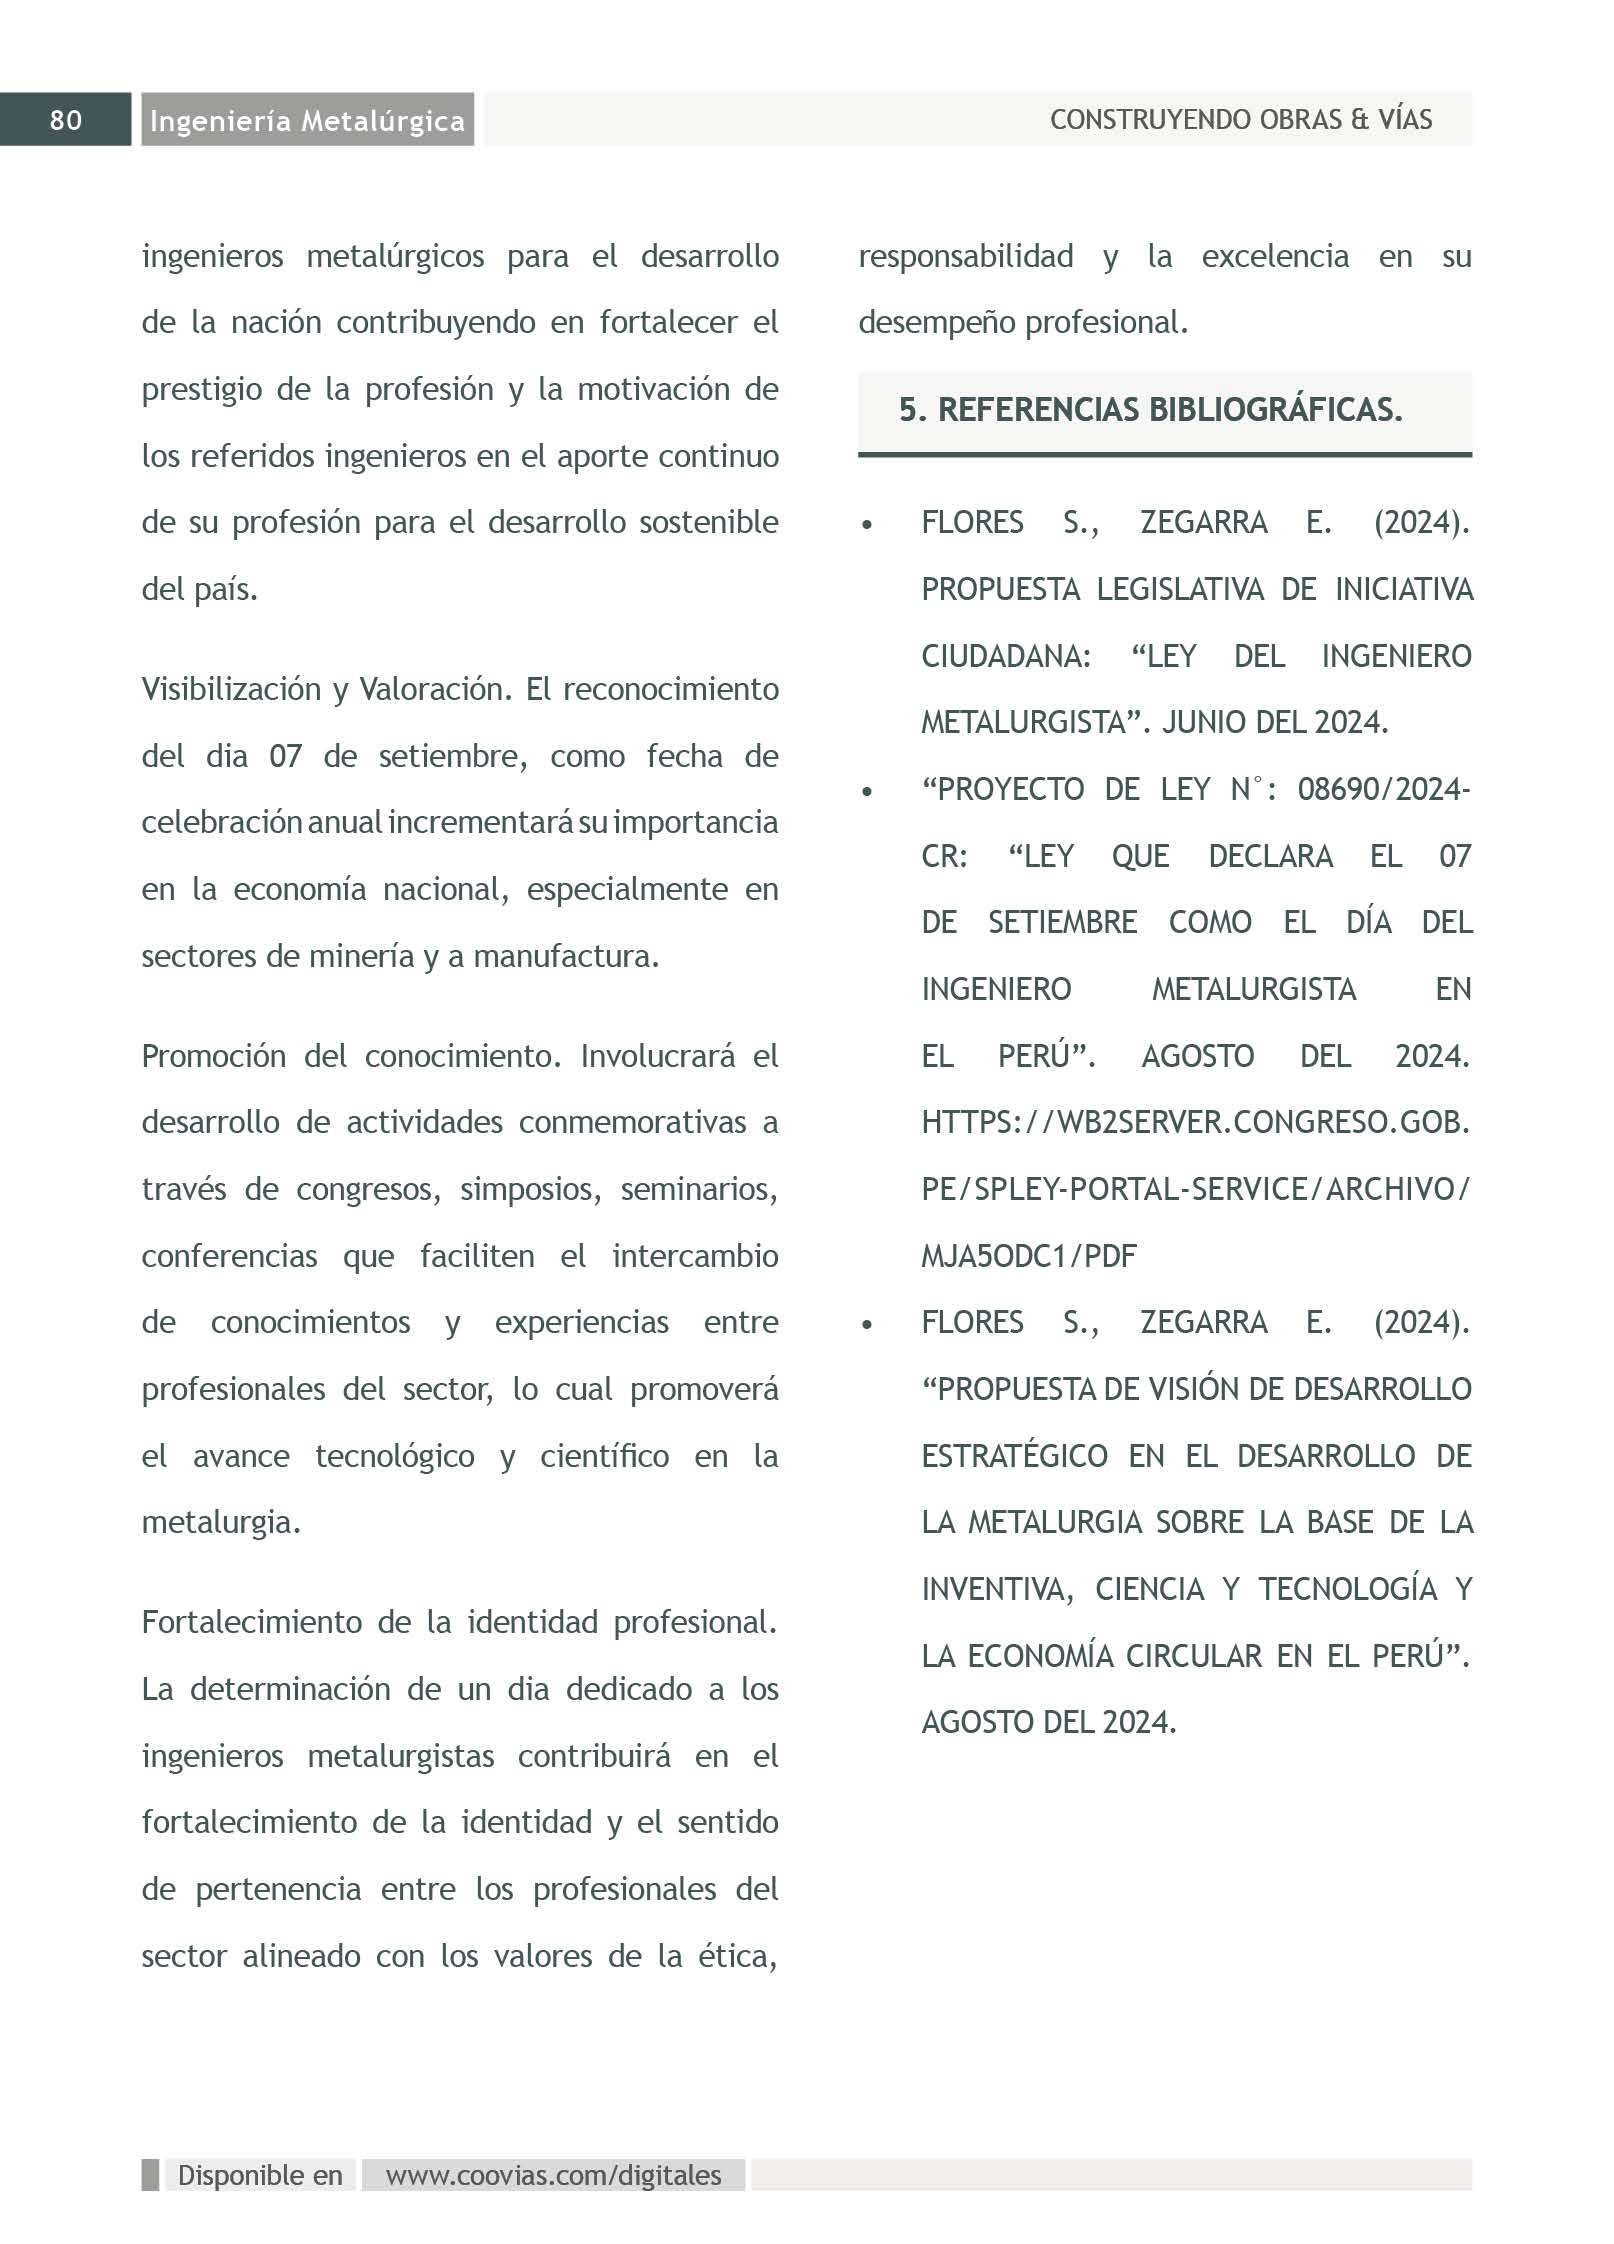 80
Ingeniería Metalúrgica
CONSTRUYENDO OBRAS & VÍAS
ingenieros metalúrgicos para el desarrollo
de la nación contribuyendo en fortalecer el
prestigio de la profesión y la motivación de
los referidos ingenieros en el aporte continuo
de su profesión para el desarrollo sostenible
del país.
Visibilización y Valoración. El reconocimiento
del dia 07 de setiembre, como fecha de
celebración anual incrementará su importancia
en la economía nacional, especialmente en
sectores de minería y a manufactura.
Promoción del conocimiento. Involucrará el
desarrollo de actividades conmemorativas a
través de congresos, simposios, seminarios,
conferencias que faciliten el intercambio
de conocimientos y experiencias entre
profesionales del sector, lo cual promoverá
el avance tecnológico y científico en la
metalurgia.
Fortalecimiento de la identidad profesional.
La determinación de un dia dedicado a los
ingenieros metalurgistas contribuirá en el
fortalecimiento de la identidad y el sentido
de pertenencia entre los profesionales del
sector alineado con los valores de la ética,
responsabilidad y la excelencia en su
desempeño profesional.
5. REFERENCIAS BIBLIOGRÁFICAS.
• FLORES S., ZEGARRA E. (2024).
PROPUESTA LEGISLATIVA DE INICIATIVA
CIUDADANA: “LEY DEL INGENIERO
METALURGISTA”. JUNIO DEL 2024.
• “PROYECTO DE LEY N°: 08690/2024-
CR: “LEY QUE DECLARA EL 07
DE SETIEMBRE COMO EL DÍA DEL
INGENIERO METALURGISTA EN
EL PERÚ”. AGOSTO DEL 2024.
HTTPS://WB2SERVER.CONGRESO.GOB.
PE/SPLEY-PORTAL-SERVICE/ARCHIVO/
MJA5ODC1/PDF
• FLORES S., ZEGARRA E. (2024).
“PROPUESTA DE VISIÓN DE DESARROLLO
ESTRATÉGICO EN EL DESARROLLO DE
LA METALURGIA SOBRE LA BASE DE LA
INVENTIVA, CIENCIA Y TECNOLOGÍA Y
LA ECONOMÍA CIRCULAR EN EL PERÚ”.
AGOSTO DEL 2024.
Disponible en www.coovias.com/digitales